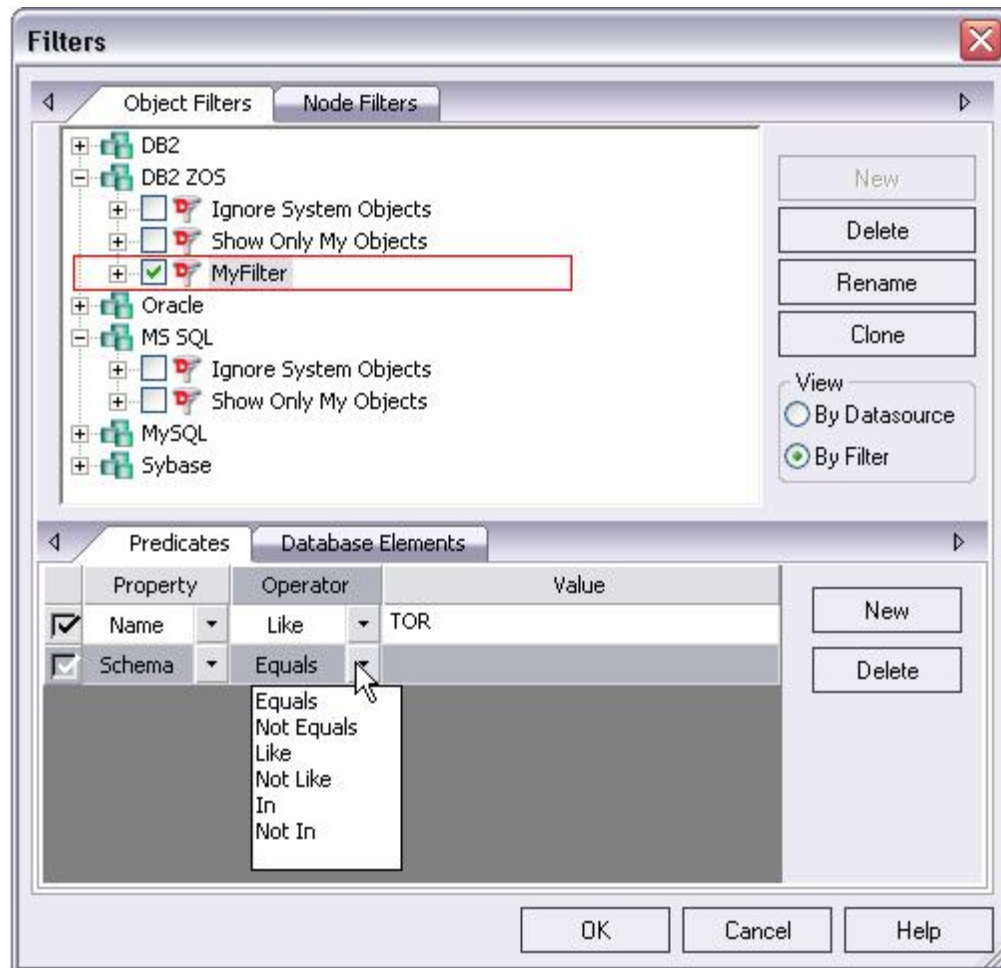 Filters
Object Filters Node Filters
DB2
DB2 ZOS
Ignore System Objects
Show Only My Objects
MyFilter
Oracle
MS SQL
Ignore System Objects
Show Only My Objects
MySQL
Sybase
New
Delete
Rename
Clone
View
By Datasource
By Filter
Predicates Database Elements
Property Operator Value
Name Like TOR
Schema Equals
Equals
Not Equals
Like
Not Like
In
Not In
New
Delete
OK Cancel Help